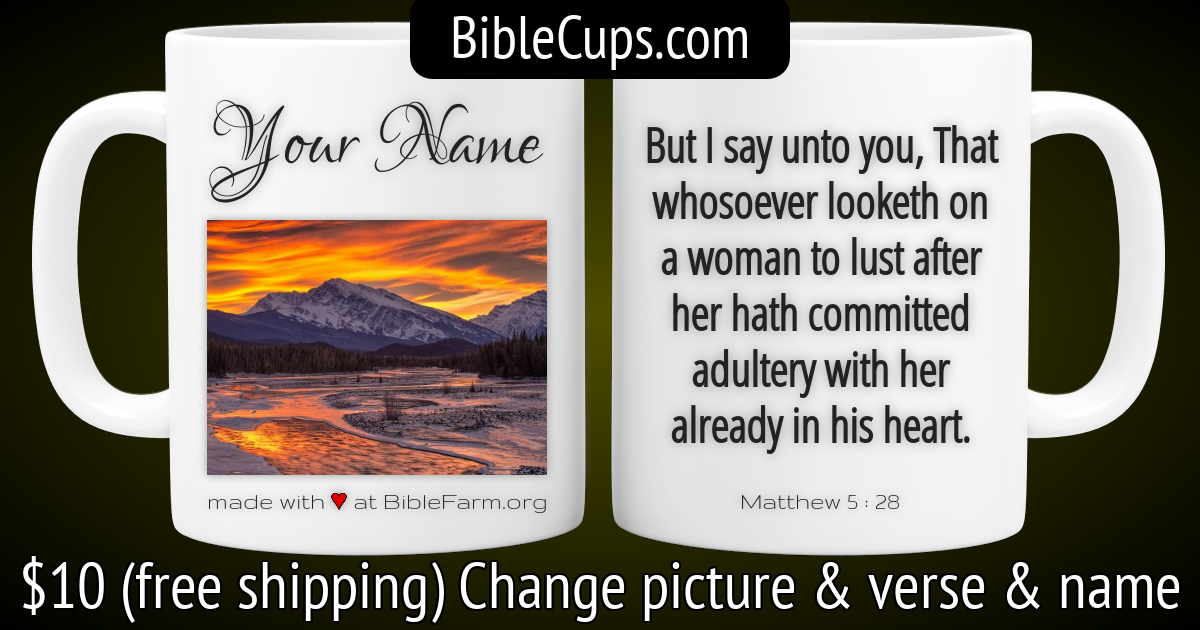 BibleCups.com
Your Name
made with ♥ at BibleFarm.org
But I say unto you, That
whosoever looketh on
a woman to lust after
her hath committed
adultery with her
already in his heart.
Matthew 5 : 28
$10 (free shipping) Change picture & verse & name